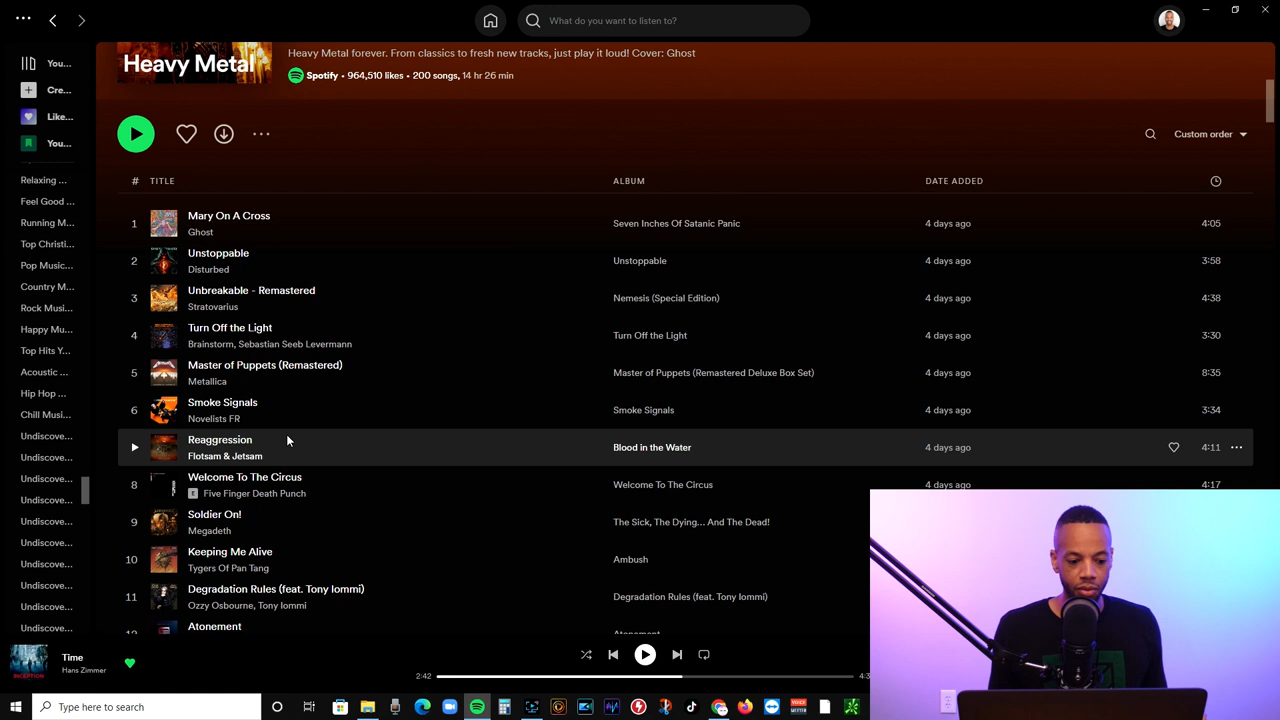 What do you want to listen to?
Heavy Metal
Heavy Metal forever. From classics to fresh new tracks, just play it loud! Cover: Ghost
Spotify • 964,510 likes • 200 songs, 14 hr 26 min
You...
Cre...
Like...
You...
Relaxing ...
Feel Good ...
Running M...
Top Christi...
Pop Music...
Country M...
Rock Musi...
Happy Mu...
Top Hits Y...
Acoustic ...
Hip Hop ...
Chill Musi...
Undiscove...
Undiscove...
Undiscove...
Undiscove...
Undiscove...
Undiscove...
Undiscove...
Undiscove...
Undiscove...
Undiscove...
Custom order
# TITLE ALBUM DATE ADDED
1 Mary On A Cross Seven Inches Of Satanic Panic 4 days ago 4:05
Ghost
2 Unstoppable Unstoppable 4 days ago 3:58
Disturbed
3 Unbreakable - Remastered Nemesis (Special Edition) 4 days ago 4:38
Stratovarius
4 Turn Off the Light Turn Off the Light 4 days ago 3:30
Brainstorm, Sebastian Seeb Levermann
5 Master of Puppets (Remastered) Master of Puppets (Remastered Deluxe Box Set) 4 days ago 8:35
Metallica
6 Smoke Signals Smoke Signals 4 days ago 3:34
Novelists FR
Reaggression Blood in the Water 4 days ago 4:11
Flotsam & Jetsam
8 Welcome To The Circus Welcome To The Circus 4 days ago 4:17
E Five Finger Death Punch
9 Soldier On! The Sick, The Dying... And The Dead!
Megadeth
10 Keeping Me Alive Ambush
Tygers Of Pan Tang
11 Degradation Rules (feat. Tony Iommi) Degradation Rules (feat. Tony Iommi)
Ozzy Osbourne, Tony Iommi
12 Atonement Atonement
Time
Hans Zimmer
INCEPTION
2:42
4:3
Type here to search